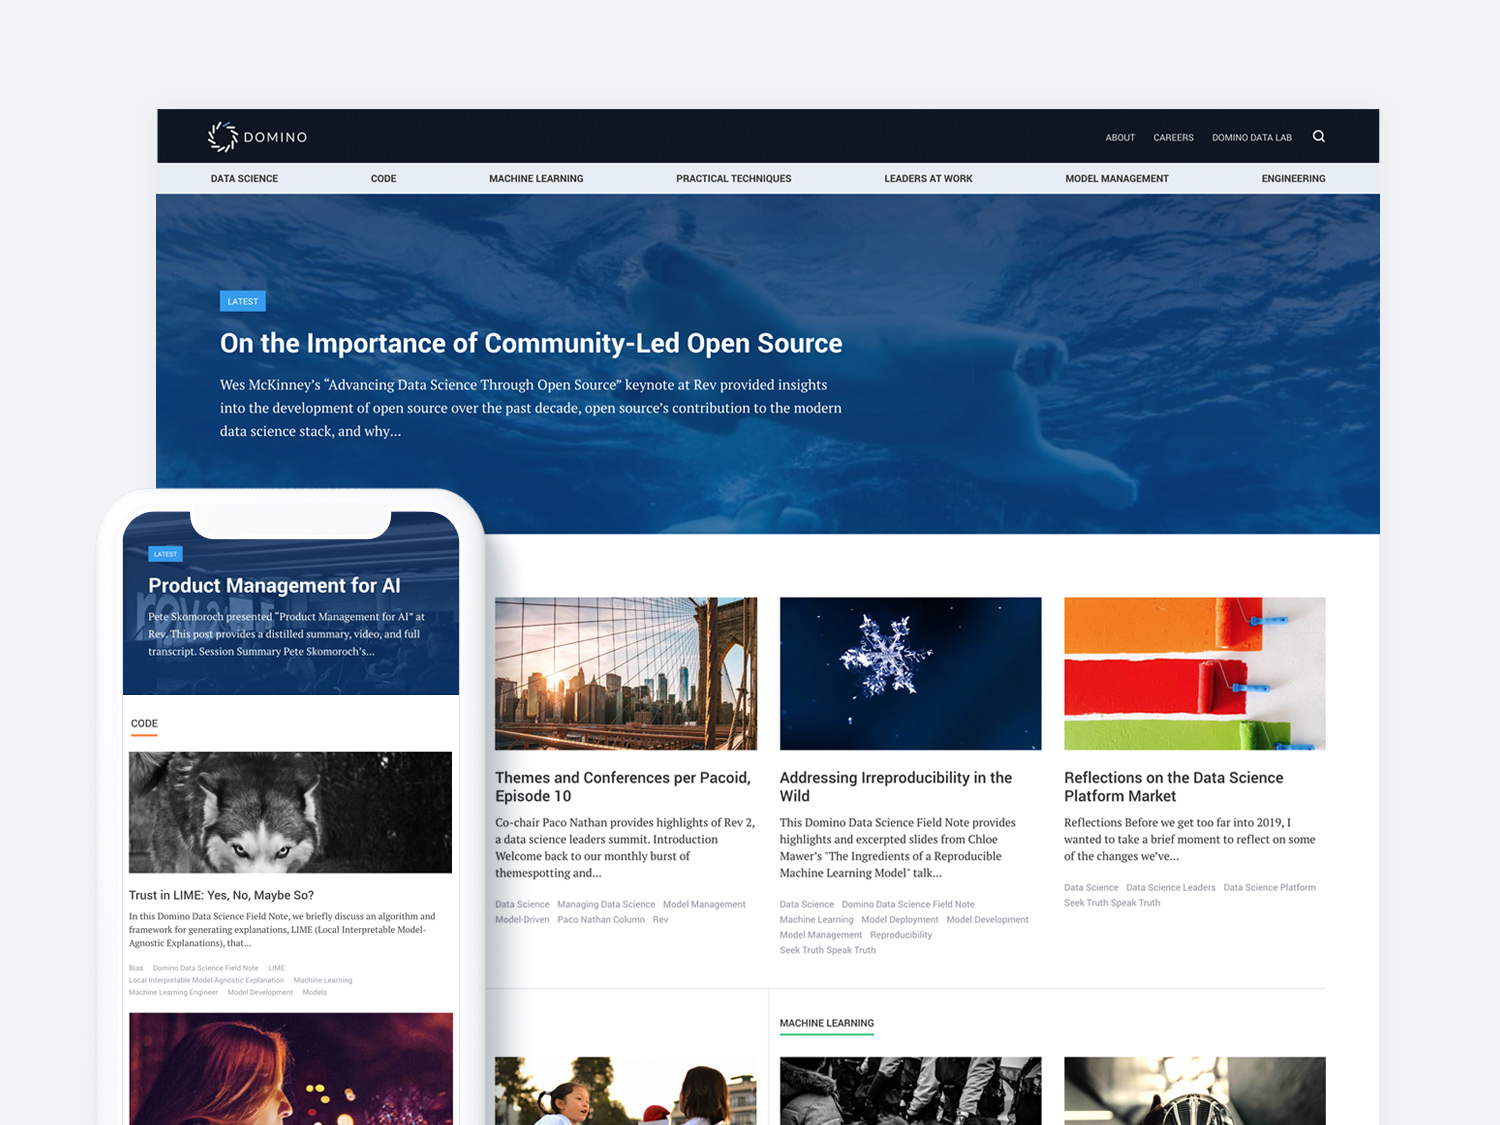 DOMINO
ABOUT CAREERS DOMINO DATA LAB
DATA SCIENCE CODE MACHINE LEARNING PRACTICAL TECHNIQUES LEADERS AT WORK MODEL MANAGEMENT ENGINEERING
LATEST
On the Importance of Community-Led Open Source
Wes McKinney's “Advancing Data Science Through Open Source” keynote at Rev provided insights
into the development of open source over the past decade, open source's contribution to the modern
data science stack, and why...
LATEST
Product Management for AI
Pete Skomoroch presented “Product Management for AI” at
Rev. This post provides a distilled summary, video, and full
transcript. Session Summary Pete Skomoroch's...
CODE
Trust in LIME: Yes, No, Maybe So?
In this Domino Data Science Field Note, we briefly discuss an algorithm and
framework for generating explanations, LIME (Local Interpretable Model-
Agnostic Explanations), that...
Bias Domino Data Science Field Note LIME
Local Interpretable Model-Agnostic Explanation Machine Learning
Machine Learning Engineer Model Development Models
Themes and Conferences per Pacoid,
Episode 10
Co-chair Paco Nathan provides highlights of Rev 2,
a data science leaders summit. Introduction
Welcome back to our monthly burst of
themespotting and...
Data Science Managing Data Science Model Management
Model-Driven Paco Nathan Column Rev
Addressing Irreproducibility in the
Wild
This Domino Data Science Field Note provides
highlights and excerpted slides from Chloe
Mawer's "The Ingredients of a Reproducible
Machine Learning Model" talk...
Data Science Domino Data Science Field Note
Machine Learning Model Deployment Model Development
Model Management Reproducibility
Seek Truth Speak Truth
Reflections on the Data Science
Platform Market
Reflections Before we get too far into 2019, I
wanted to take a brief moment to reflect on some
of the changes we've...
Data Science Data Science Leaders Data Science Platform
Seek Truth Speak Truth
MACHINE LEARNING